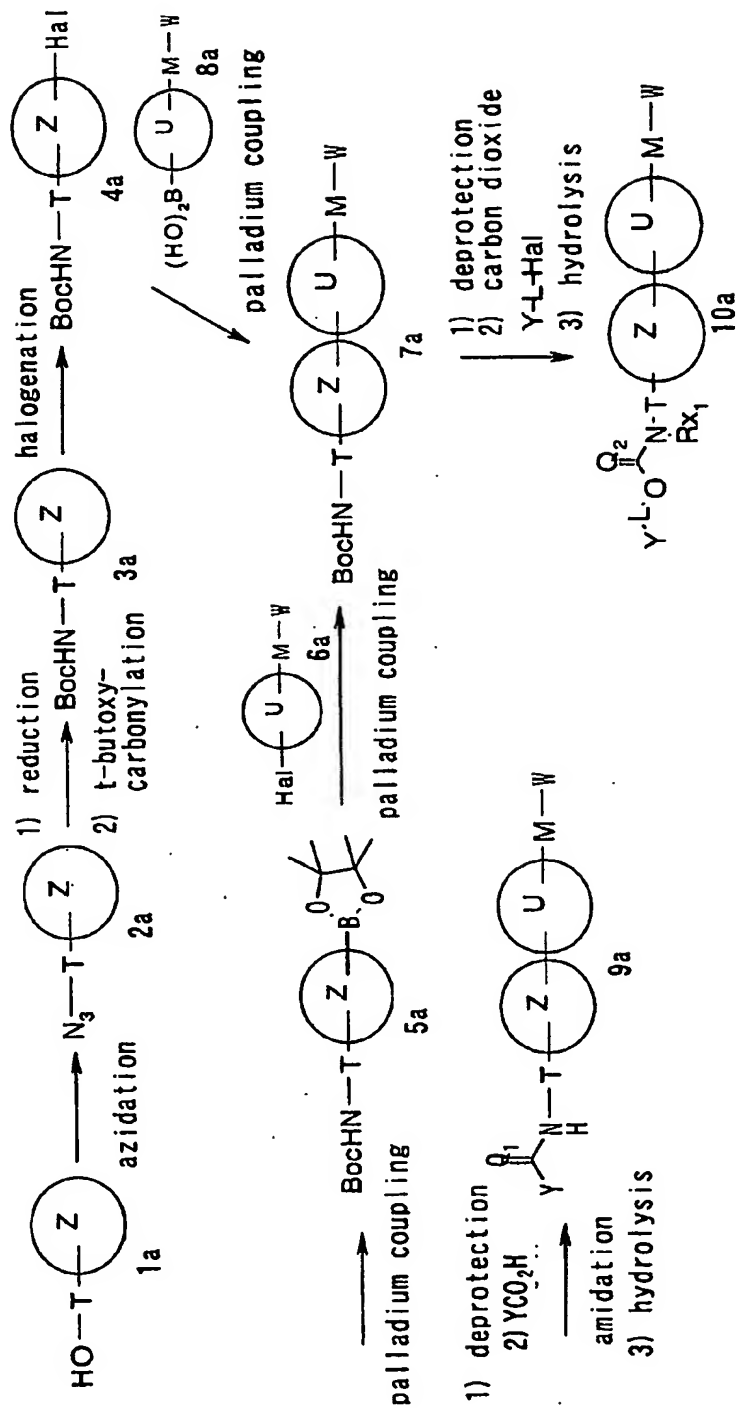 HO—T—Z
1a
azidation
N₃—T—Z
2a
1) reduction
2) t-butoxy-
carbonylation
BocHN—T—Z
3a
halogenation
BocHN—T—Z—Hal
4a
(HO)₂B—U—M—W
8a
palladium coupling
palladium coupling
BocHN—T—Z—B
O
O
5a
Hal—U—M—W
6a
palladium coupling
BocHN—T—Z—U—M—W
7a
1) deprotection
2) YCO₂H
amidation
3) hydrolysis
Y
Q₁
N
H
—T—Z—U—M—W
9a
1) deprotection
2) carbon dioxide
Y-L-Hal
3) hydrolysis
Y-L-O
Q₂
N-T—Z—U—M—W
Rx₁
10a